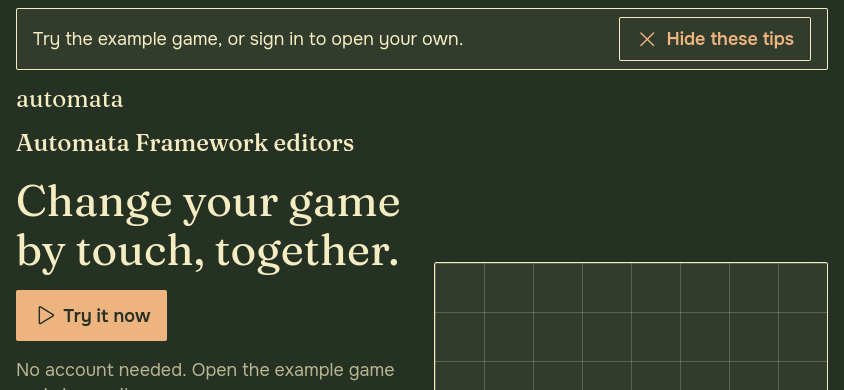 Try the example game, or sign in to open your own.
Hide these tips
automata
Automata Framework editors
Change your game
by touch, together.
Try it now
No account needed. Open the example game